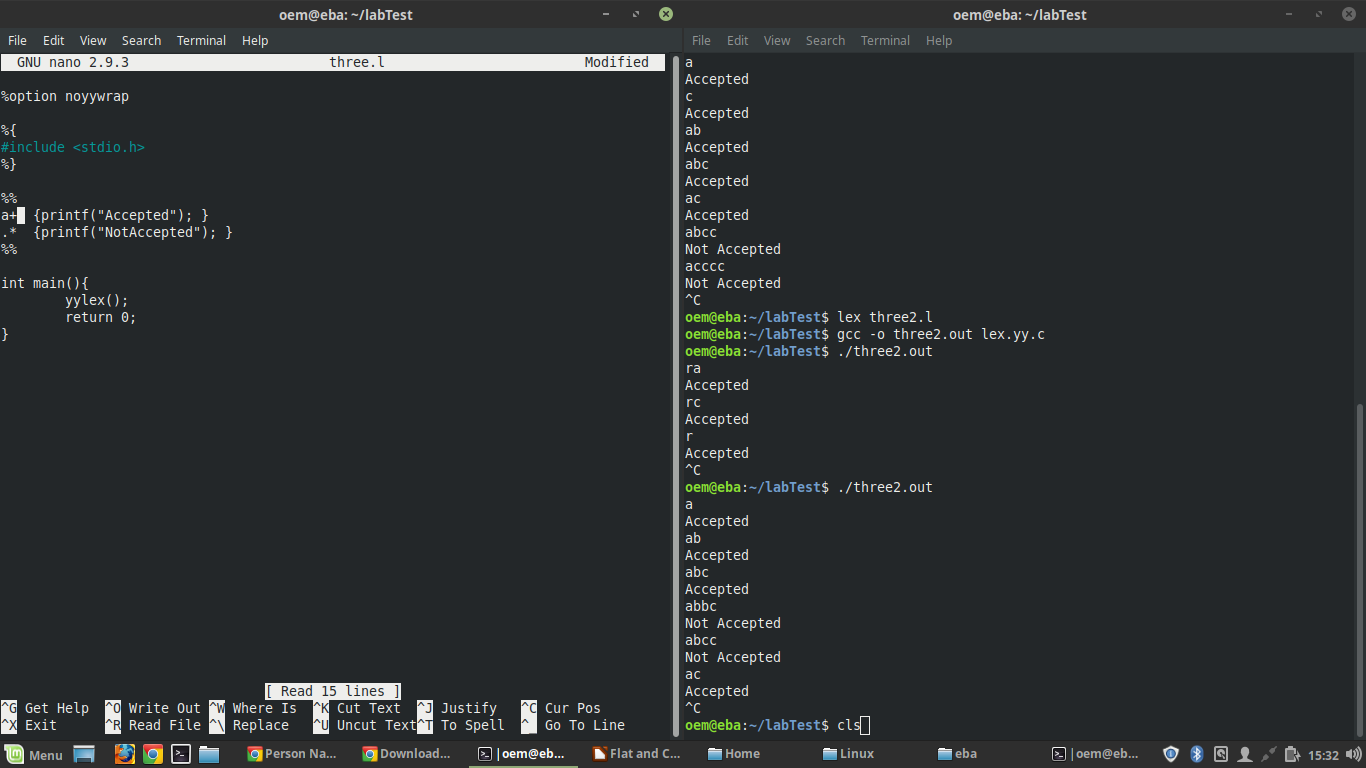 oem@eba: ~/labTest
File Edit View Search Terminal Help
GNU nano 2.9.3 three.l Modified
%option noyywrap
%{
#include <stdio.h>
%}
%%
a+ {printf("Accepted"); }
.* {printf("NotAccepted"); }
%%
int main(){
yylex();
return 0;
}
[ Read 15 lines ]
^G Get Help ^O Write Out ^W Where Is ^K Cut Text ^J Justify ^C Cur Pos
^X Exit ^R Read File ^\ Replace ^U Uncut Text ^T To Spell ^_ Go To Line
oem@eba: ~/labTest
File Edit View Search Terminal Help
a
Accepted
c
Accepted
ab
Accepted
abc
Accepted
ac
Accepted
abcc
Not Accepted
acccc
Not Accepted
^C
oem@eba:~/labTest$ lex three2.l
oem@eba:~/labTest$ gcc -o three2.out lex.yy.c
oem@eba:~/labTest$ ./three2.out
ra
Accepted
rc
Accepted
r
Accepted
^C
oem@eba:~/labTest$ ./three2.out
a
Accepted
ab
Accepted
abc
Accepted
abbc
Not Accepted
abcc
Not Accepted
ac
Accepted
^C
oem@eba:~/labTest$ cls
Menu Person Na... Download... oem@eb... Flat and C... Home Linux eba oem@eb... 15:32